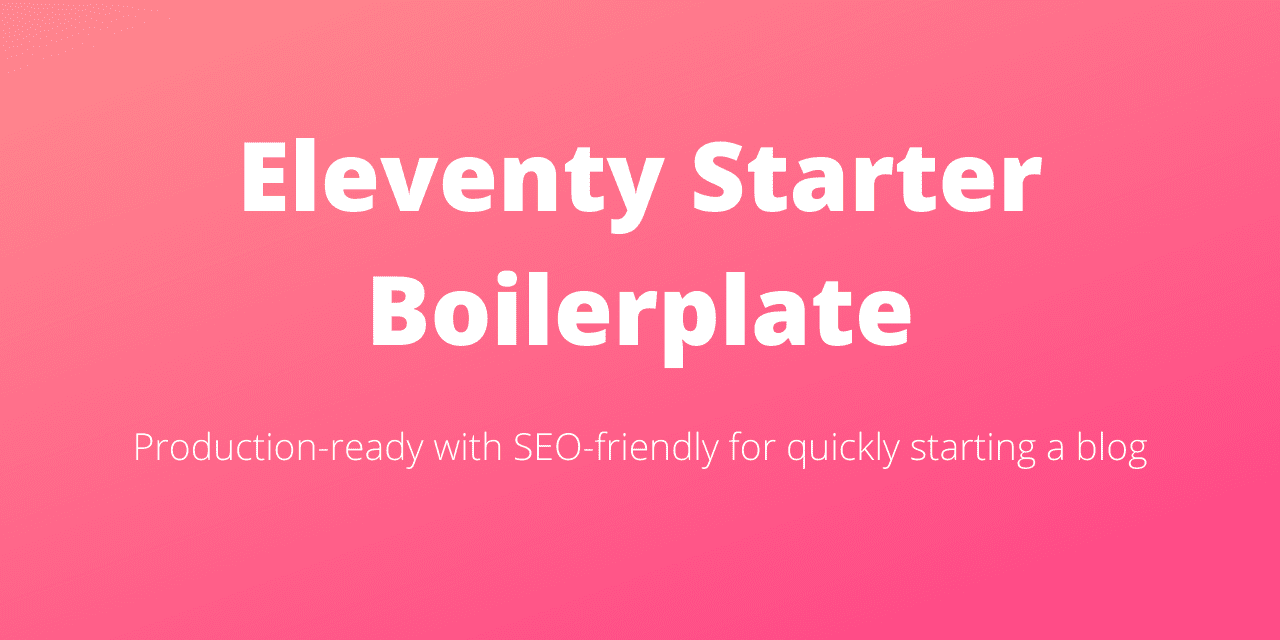 Eleventy Starter
Boilerplate
Production-ready with SEO-friendly for quickly starting a blog